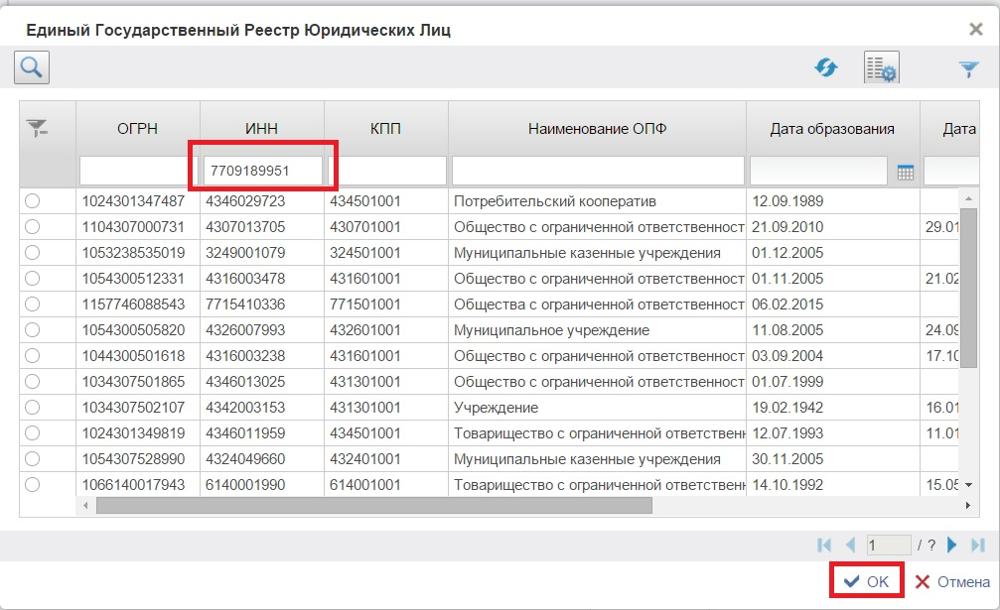 Единый Государственный Реестр Юридических Лиц
ОГРН ИНН КПП Наименование ОПФ Дата образования Дата
7709189951
1024301347487 4346029723 434501001 Потребительский кооператив 12.09.1989
1104307000731 4307013705 430701001 Общество с ограниченной ответственност 21.09.2010 29.01
1053238535019 3249001079 324501001 Муниципальные казенные учреждения 01.12.2005
1054300512331 4316003478 431601001 Общество с ограниченной ответственност 01.11.2005 21.02
1157746088543 7715410336 771501001 Общества с ограниченной ответственност 06.02.2015
1054300505820 4326007993 432601001 Муниципальное учреждение 11.08.2005 24.09
1044300501618 4316003238 431601001 Общество с ограниченной ответственност 03.09.2004 17.10
1034307501865 4346013025 431301001 Общество с ограниченной ответственност 01.07.1999
1034307502107 4342003153 431301001 Учреждение 19.02.1942 16.01
1024301349819 4346011959 434501001 Товарищество с ограниченной ответствен 12.07.1993 11.01
1054307528990 4324049660 432401001 Муниципальные казенные учреждения 30.11.2005
1066140017943 6140001990 614001001 Товарищество с ограниченной ответствен 14.10.1992 15.05
1 / ?
OK Отмена